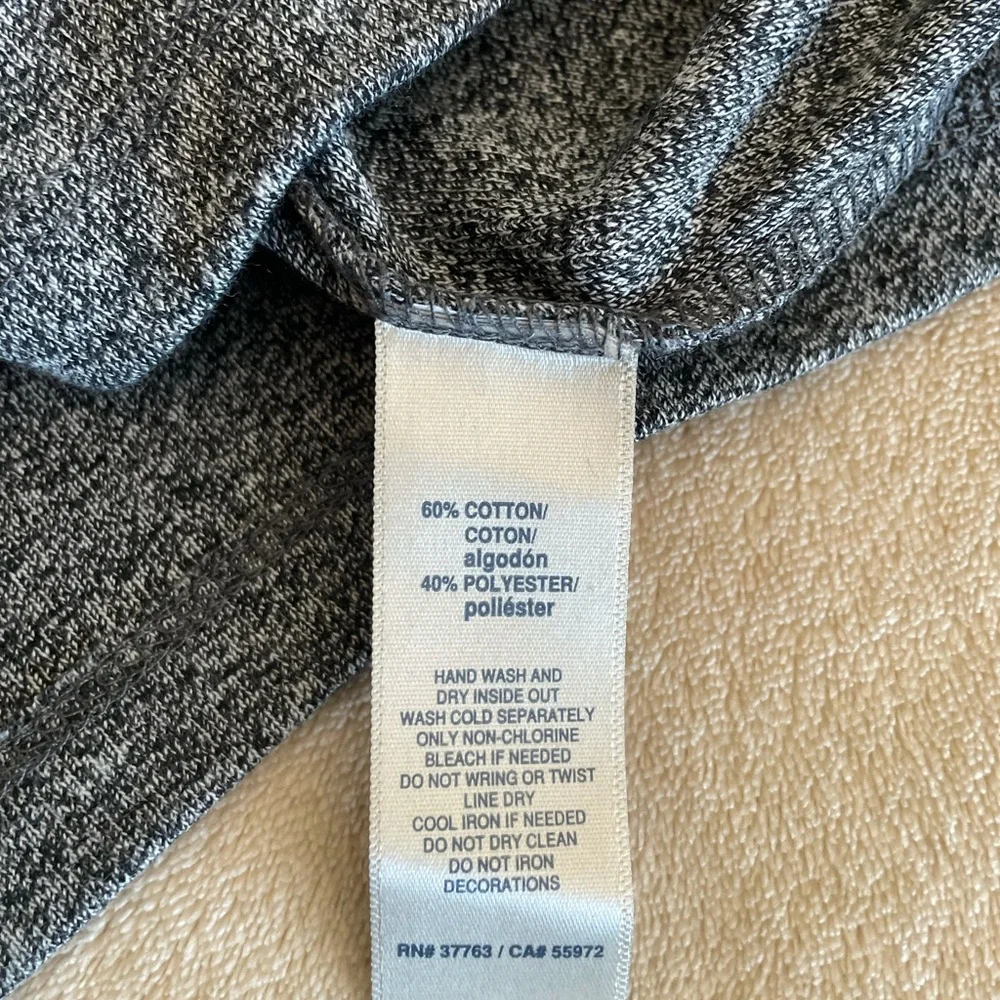 60% COTTON/
COTON/
algodón
40% POLYESTER/
poliéster
HAND WASH AND
DRY INSIDE OUT
WASH COLD SEPARATELY
ONLY NON-CHLORINE
BLEACH IF NEEDED
DO NOT WRING OR TWIST
LINE DRY
COOL IRON IF NEEDED
DO NOT DRY CLEAN
DO NOT IRON
DECORATIONS
RN# 37763 / CA# 55972